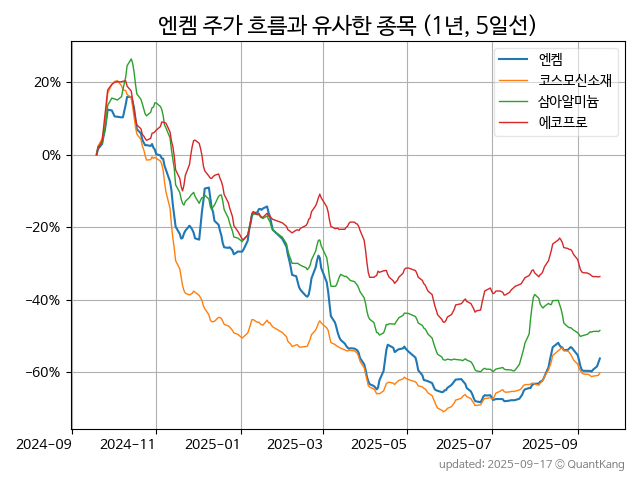 엔켐 주가 흐름과 유사한 종목 (1년, 5일선)
엔켐
코스모신소재
삼아알미늄
에코프로
20%
0%
−20%
−40%
−60%
2024-09 2024-11 2025-01 2025-03 2025-05 2025-07 2025-09
updated: 2025-09-17 © QuantKang